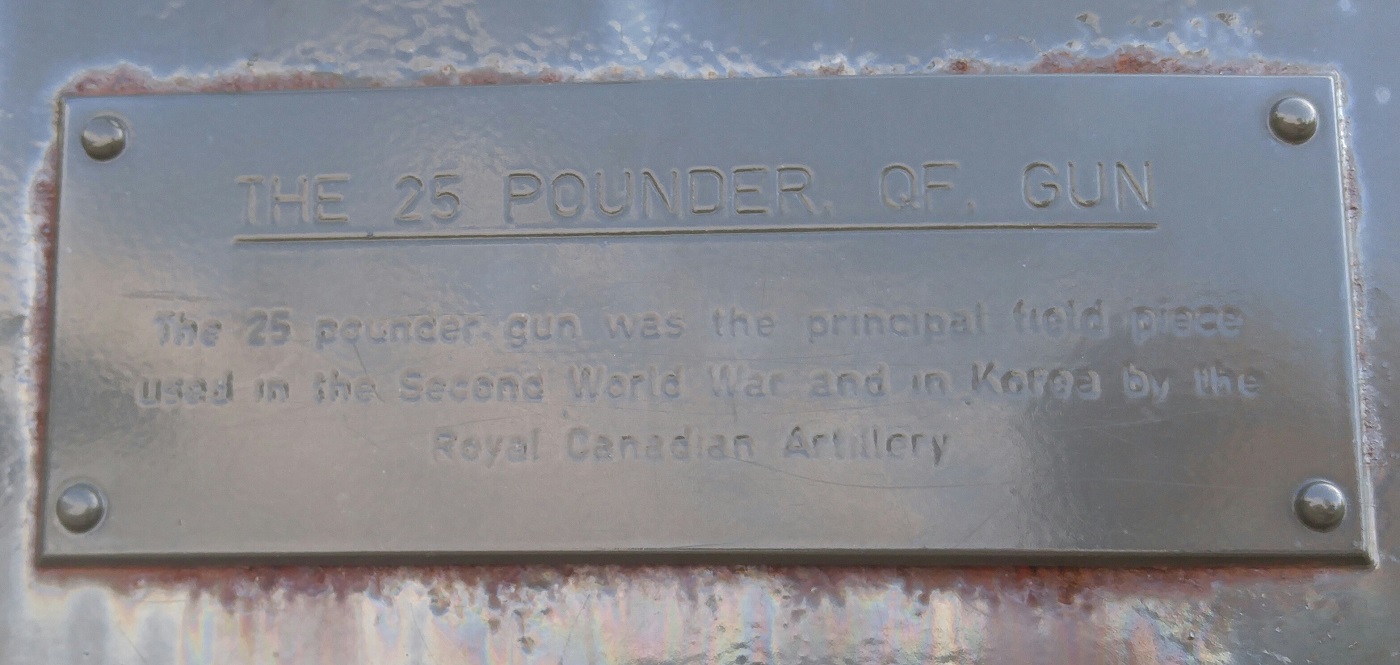 THE 25 POUNDER. QF. GUN
The 25 pounder gun was the principal field piece
used in the Second World War and in Korea by the
Royal Canadian Artillery